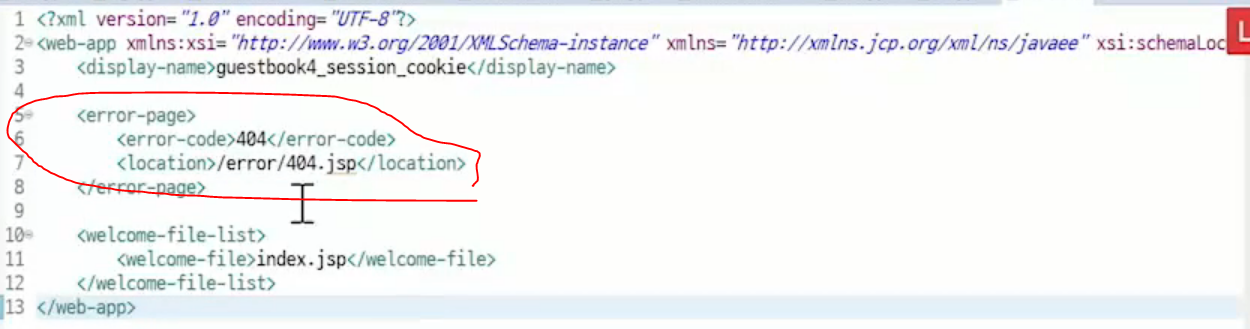 1 <?xml version="1.0" encoding="UTF-8"?>
2 <web-app xmlns:xsi="http://www.w3.org/2001/XMLSchema-instance" xmlns="http://xmlns.jcp.org/xml/ns/javaee" xsi:schemaLoc
3 <display-name>guestbook4_session_cookie</display-name>
4
5 <error-page>
6 <error-code>404</error-code>
7 <location>/error/404.jsp</location>
8 </error-page>
9
10 <welcome-file-list>
11 <welcome-file>index.jsp</welcome-file>
12 </welcome-file-list>
13 </web-app>